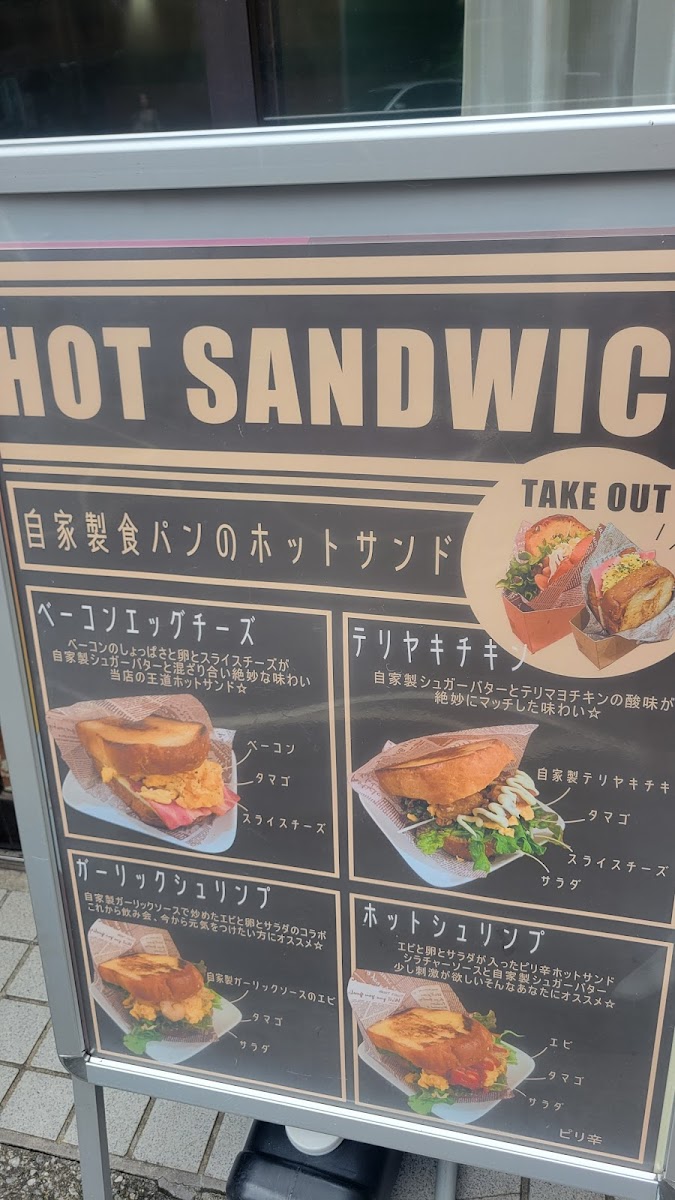 HOT SANDWIC
TAKE OUT
自家製食パンのホットサンド
ベーコンエッグチーズ
ベーコンのしょっぱさと卵とスライスチーズが
自家製シュガーバターと混ざり合い絶妙な味わい
当店の王道ホットサンド☆
ベーコン
タマゴ
スライスチーズ
テリヤキチキン
自家製シュガーバターとテリマヨチキンの酸味が
絶妙にマッチした味わい☆
自家製テリヤキチキ
タマゴ
スライスチーズ
サラダ
ガーリックシュリンプ
自家製ガーリックソースで炒めたエビと卵とサラダのコラボ
これから飲み会、今から元気をつけたい方にオススメ☆
自家製ガーリックソースのエビ
タマゴ
サラダ
ホットシュリンプ
エビと卵とサラダが入ったピリ辛ホットサンド
シラチャーソースと自家製シュガーバター
少し刺激が欲しいそんなあなたにオススメ☆
エビ
タマゴ
サラダ
ピリ辛